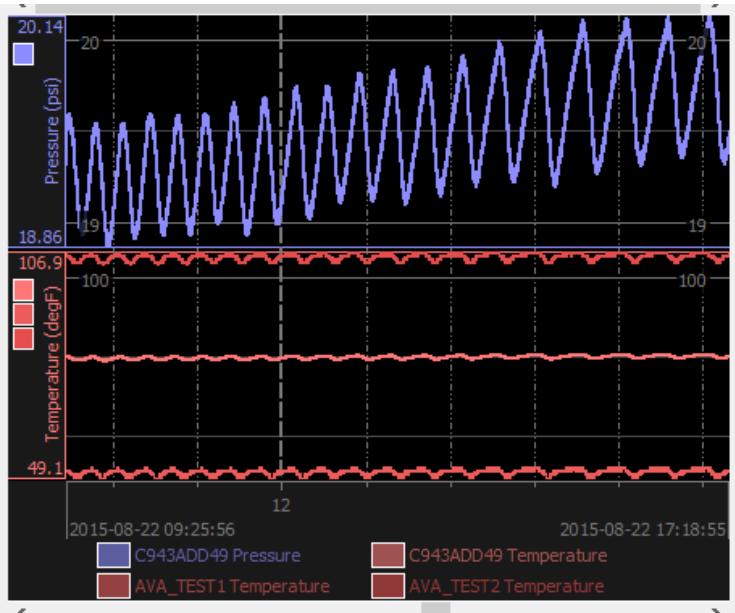 20.14
20
20
Pressure (psi)
19
19
18.86
106.9
100
100
Temperature (degF)
49.1
12
2015-08-22 09:25:56
2015-08-22 17:18:55
C943ADD49 Pressure
C943ADD49 Temperature
AVA_TEST1 Temperature
AVA_TEST2 Temperature